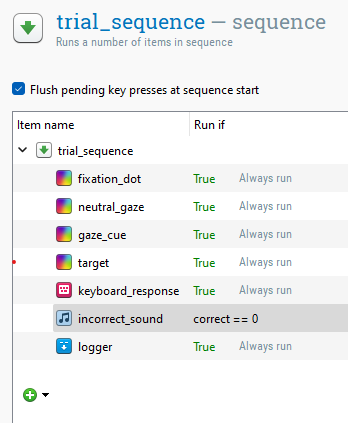 trial_sequence — sequence
Runs a number of items in sequence
Flush pending key presses at sequence start
Item name Run if
trial_sequence
fixation_dot True Always run
neutral_gaze True Always run
gaze_cue True Always run
target True Always run
keyboard_response True Always run
incorrect_sound correct == 0
logger True Always run